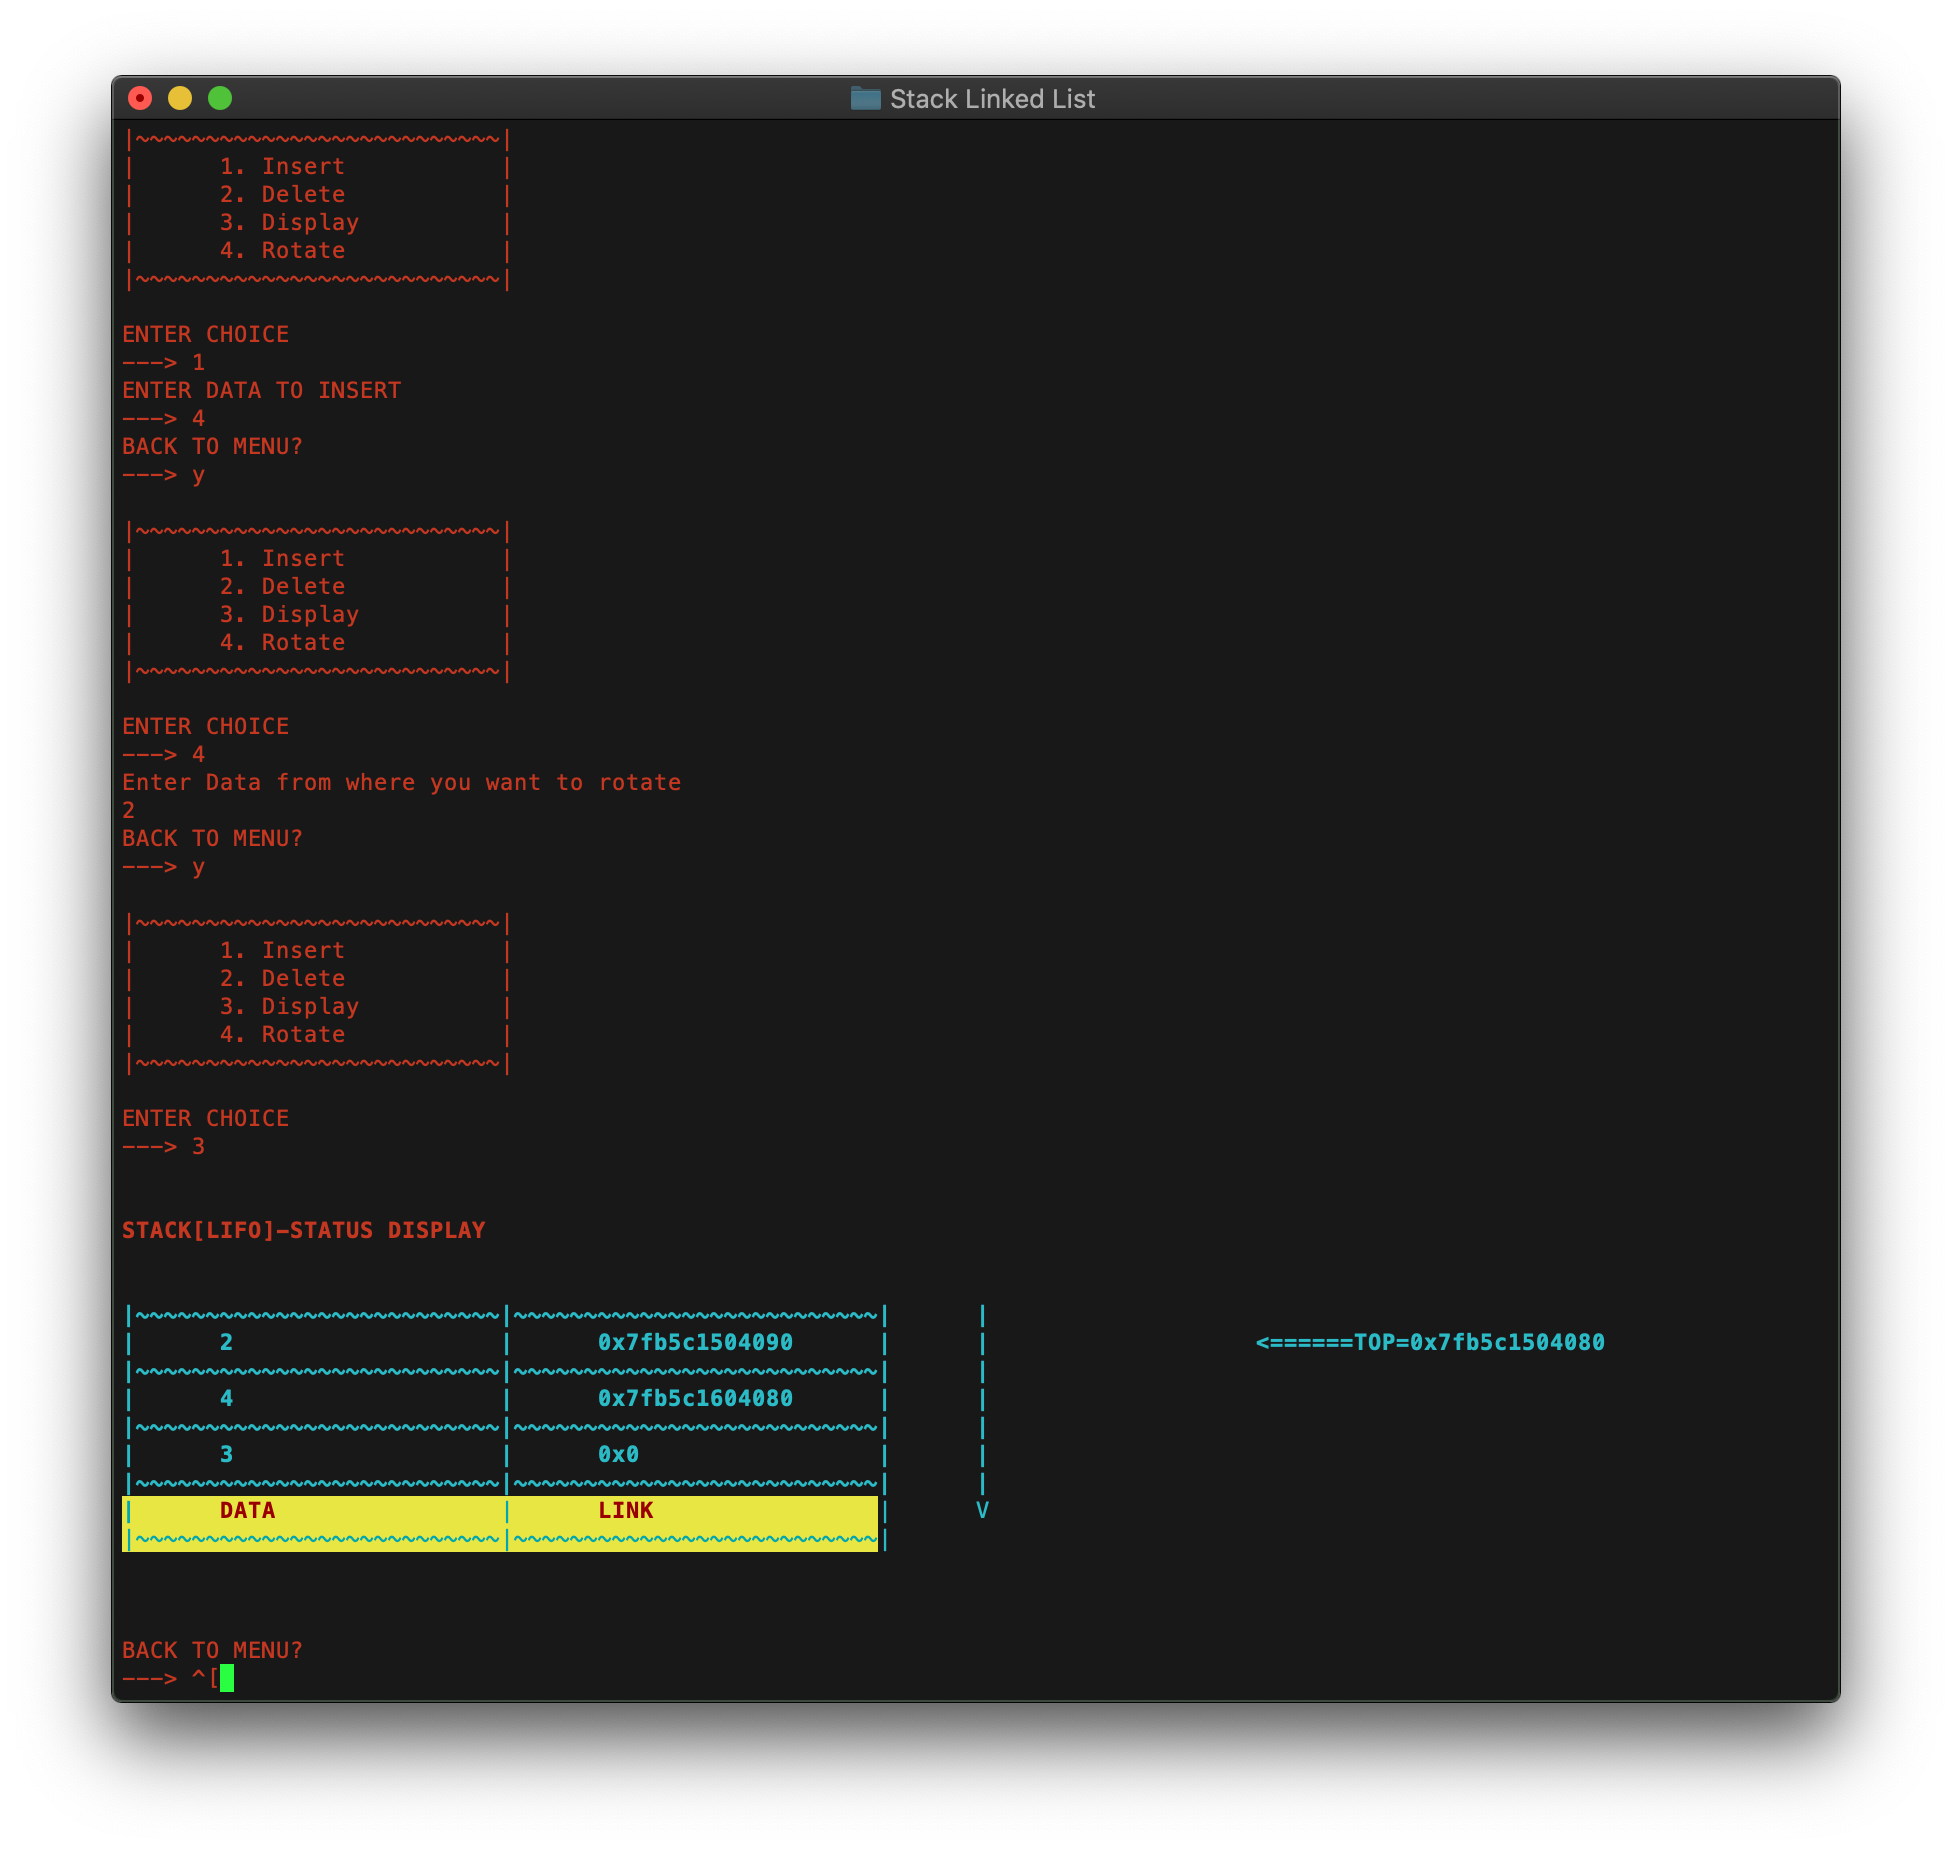 Stack Linked List
|~~~~~~~~~~~~~~~~~~~~~~~~~~|
|      1. Insert           |
|      2. Delete           |
|      3. Display          |
|      4. Rotate           |
|~~~~~~~~~~~~~~~~~~~~~~~~~~|
ENTER CHOICE
---> 1
ENTER DATA TO INSERT
---> 4
BACK TO MENU?
---> y
|~~~~~~~~~~~~~~~~~~~~~~~~~~|
|      1. Insert           |
|      2. Delete           |
|      3. Display          |
|      4. Rotate           |
|~~~~~~~~~~~~~~~~~~~~~~~~~~|
ENTER CHOICE
---> 4
Enter Data from where you want to rotate
2
BACK TO MENU?
---> y
|~~~~~~~~~~~~~~~~~~~~~~~~~~|
|      1. Insert           |
|      2. Delete           |
|      3. Display          |
|      4. Rotate           |
|~~~~~~~~~~~~~~~~~~~~~~~~~~|
ENTER CHOICE
---> 3
STACK[LIFO]-STATUS DISPLAY
|~~~~~~~~~~~~~~~~~~~~~~~~~~|~~~~~~~~~~~~~~~~~~~~~~~~~~|      |
|      2                   |      0x7fb5c1504090      |      |                   <======TOP=0x7fb5c1504080
|~~~~~~~~~~~~~~~~~~~~~~~~~~|~~~~~~~~~~~~~~~~~~~~~~~~~~|      |
|      4                   |      0x7fb5c1604080      |      |
|~~~~~~~~~~~~~~~~~~~~~~~~~~|~~~~~~~~~~~~~~~~~~~~~~~~~~|      |
|      3                   |      0x0                 |      |
|~~~~~~~~~~~~~~~~~~~~~~~~~~|~~~~~~~~~~~~~~~~~~~~~~~~~~|      |
|      DATA                |      LINK                |      V
|~~~~~~~~~~~~~~~~~~~~~~~~~~|~~~~~~~~~~~~~~~~~~~~~~~~~~|
BACK TO MENU?
---> ^[